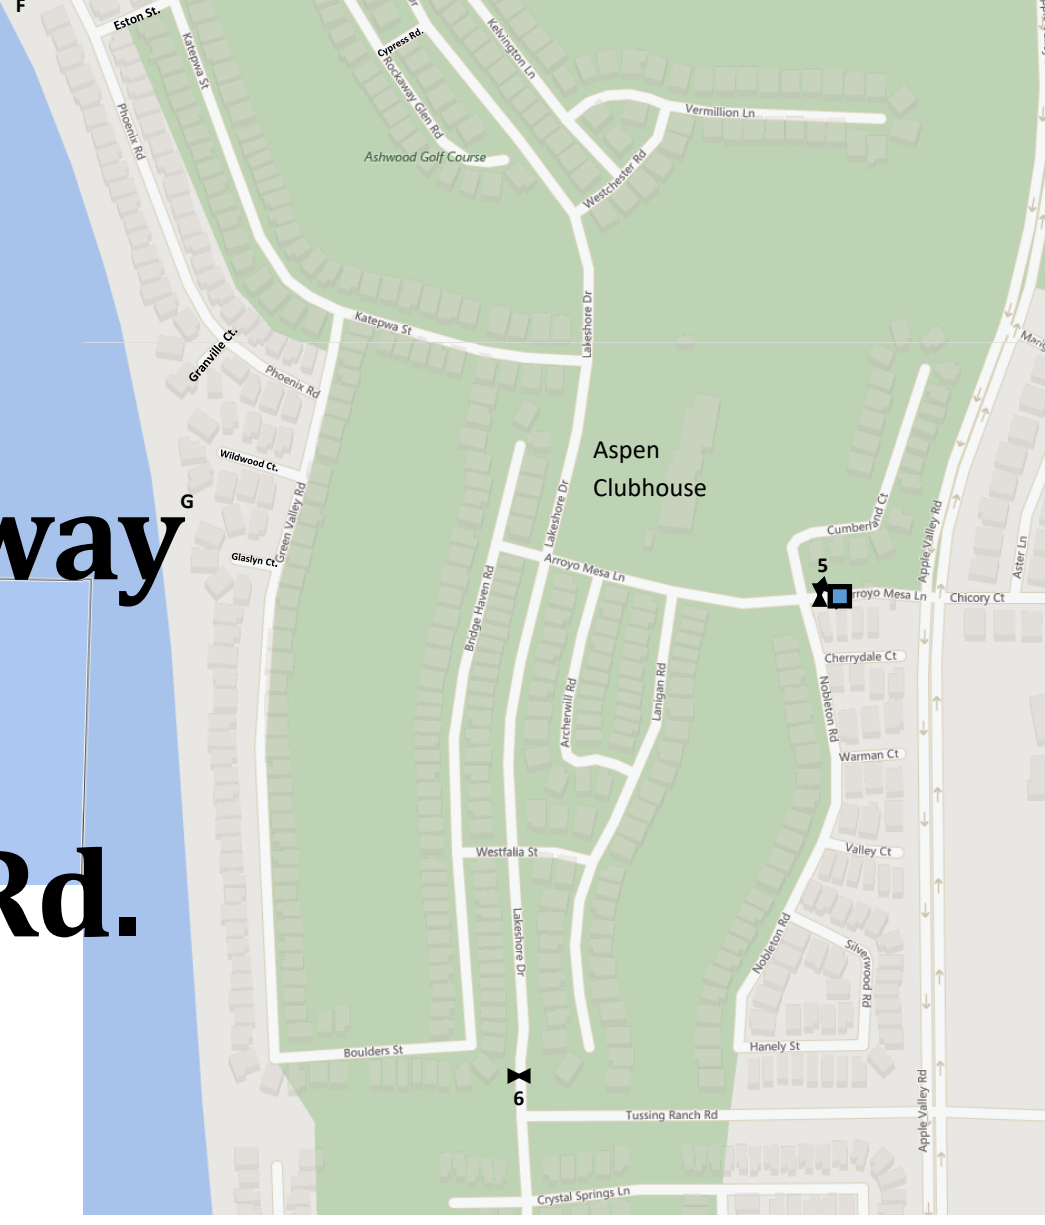 F
Eston St.
Katepwa St
Phoenix Rd
Cypress Rd.
Rockaway Glen Rd
Kelvington Ln
Vermillion Ln
Westchester Rd
Ashwood Golf Course
Lakeshore Dr
Katepwa St
Granville Ct.
Phoenix Rd
Wildwood Ct.
G
Green Valley Rd
Glaslyn Ct.
way
Rd.
Aspen
Clubhouse
Lakeshore Dr
Arroyo Mesa Ln
Bridge Haven Rd
Archerwill Rd
Lanigan Rd
Cumberland Ct
5
Arroyo Mesa Ln
Apple Valley Rd
Chicory Ct
Aster Ln
Cherrydale Ct
Nobleton Rd
Warman Ct
Valley Ct
Westfalia St
Lakeshore Dr
Nobleton Rd
Silverwood Rd
Hanely St
Boulders St
6
Tussing Ranch Rd
Apple Valley Rd
Crystal Springs Ln